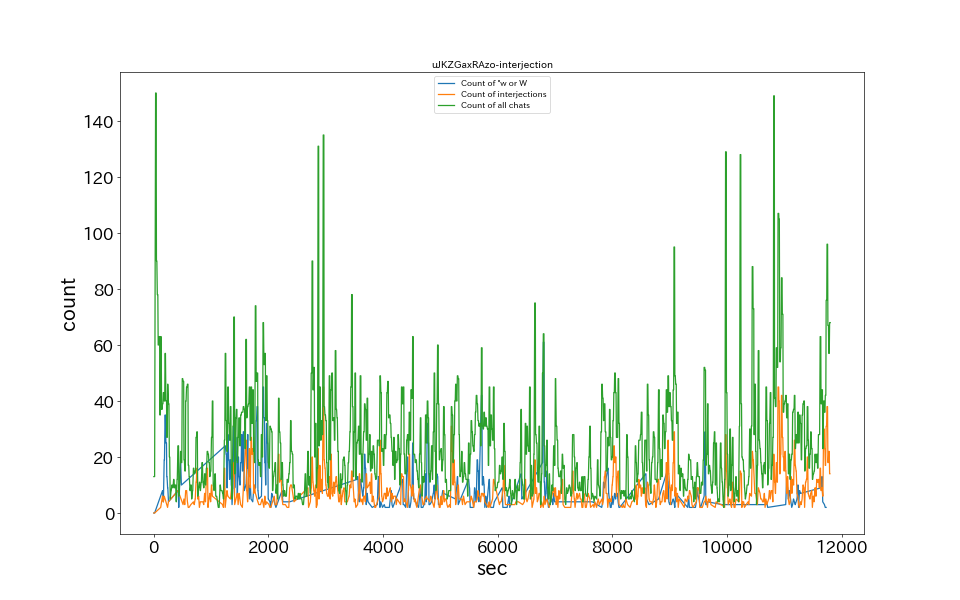 uJKZGaxRAzo-interjection
Count of "w or W
Count of interjections
Count of all chats
140
120
100
80
60
40
20
0
count
0 2000 4000 6000 8000 10000 12000
sec